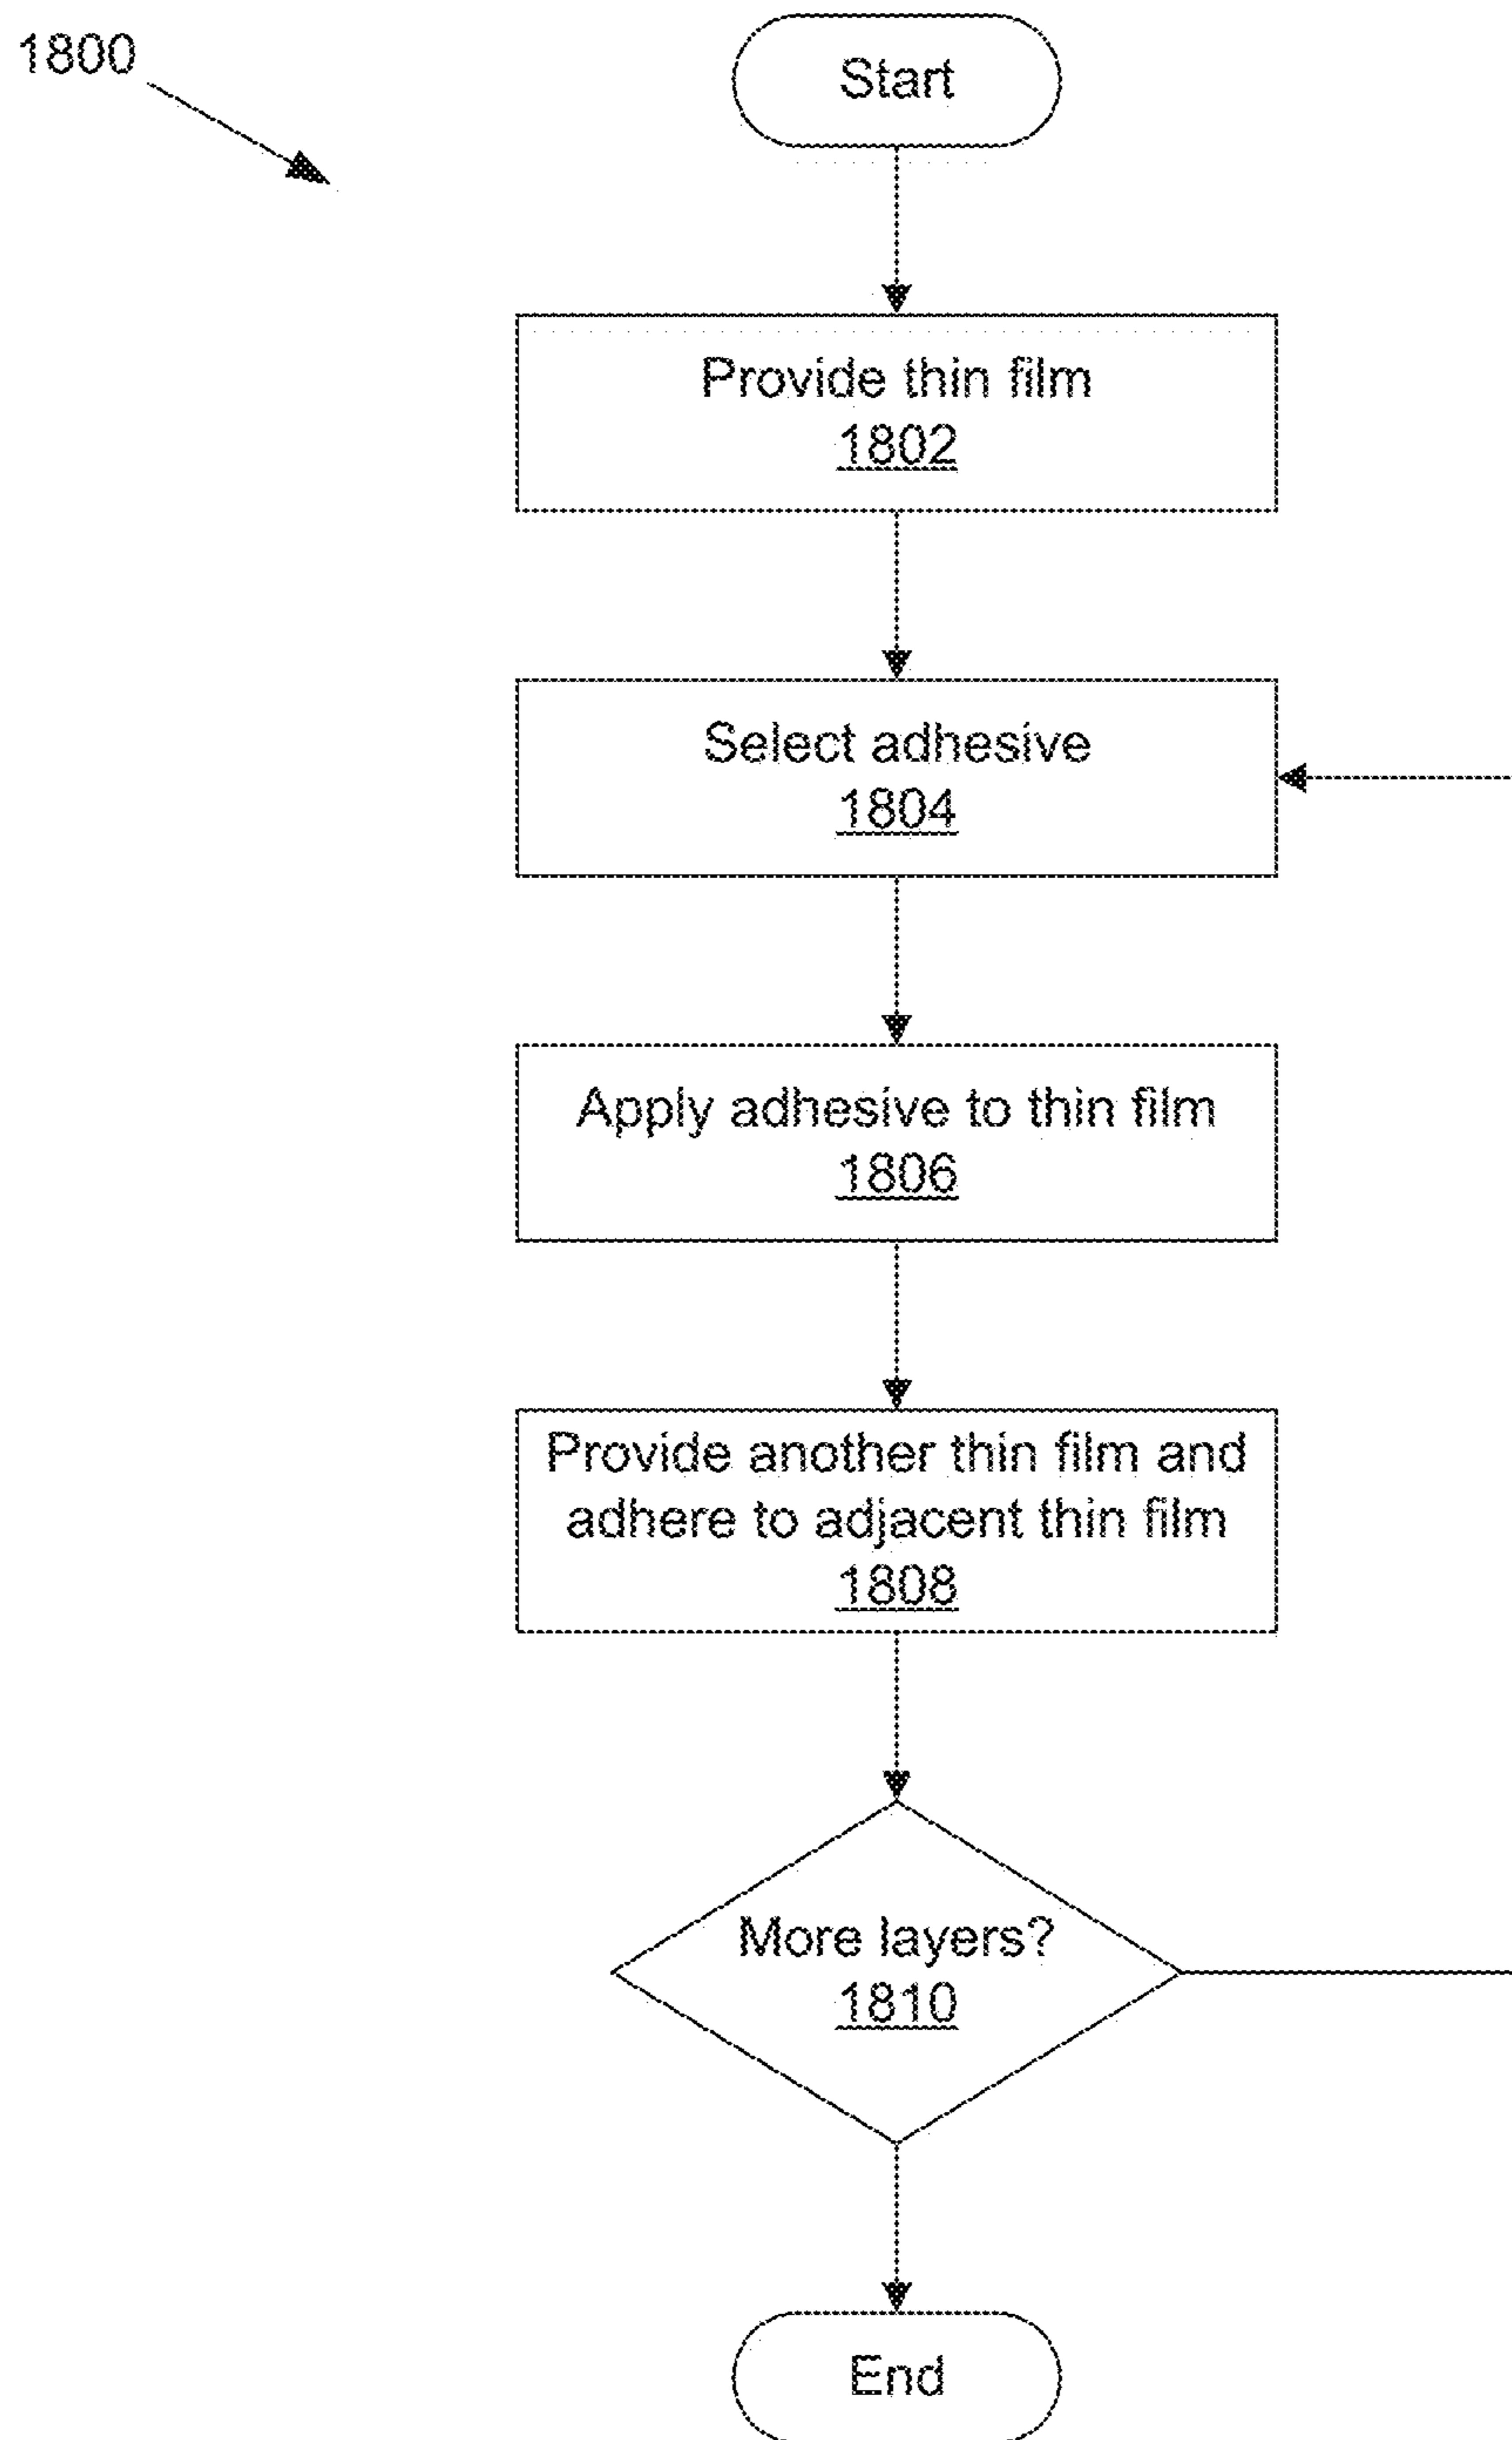 1800
Start
Provide thin film
1802
Select adhesive
1804
Apply adhesive to thin film
1806
Provide another thin film and
adhere to adjacent thin film
1808
More layers?
1810
End